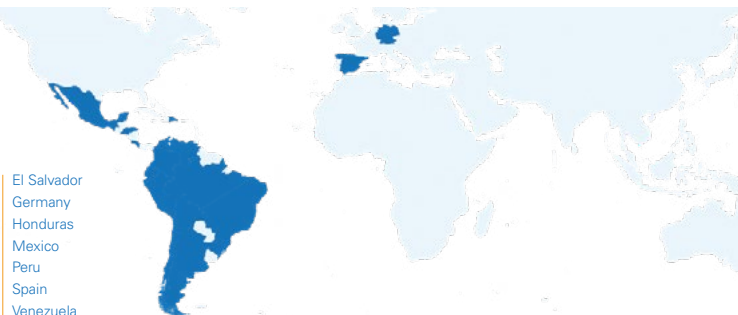 El Salvador
Germany
Honduras
Mexico
Peru
Spain
Venezuela